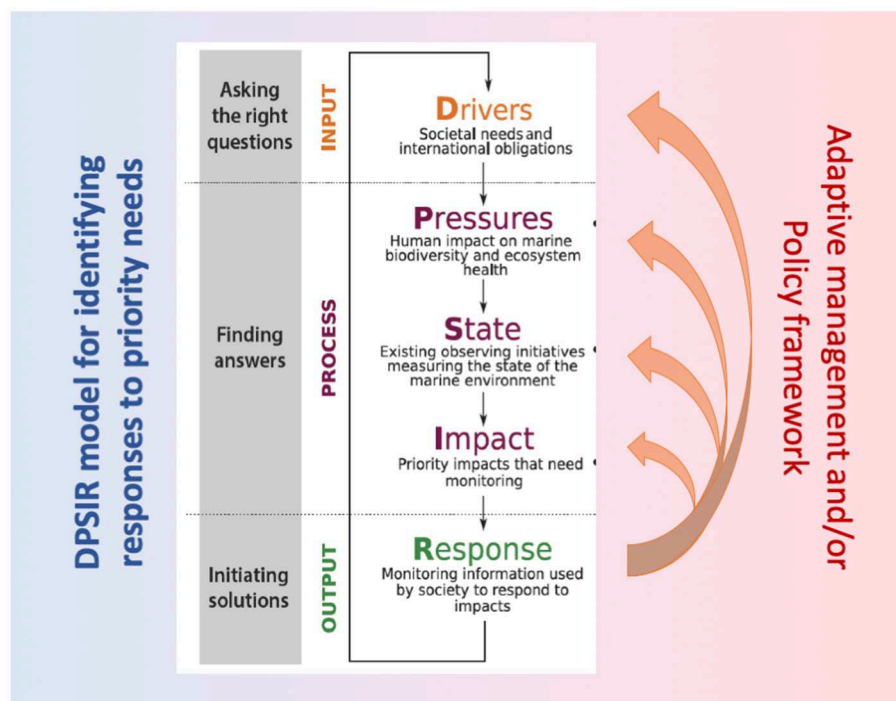 DPSIR model for identifying
responses to priority needs
Asking
the right
questions
INPUT
Drivers
Societal needs and
international obligations
Finding
answers
PROCESS
Pressures
Human impact on marine
biodiversity and ecosystem
health
State
Existing observing initiatives
measuring the state of the
marine environment
Impact
Priority impacts that need
monitoring
Initiating
solutions
OUTPUT
Response
Monitoring information used
by society to respond to
impacts
Adaptive management and/or
Policy framework